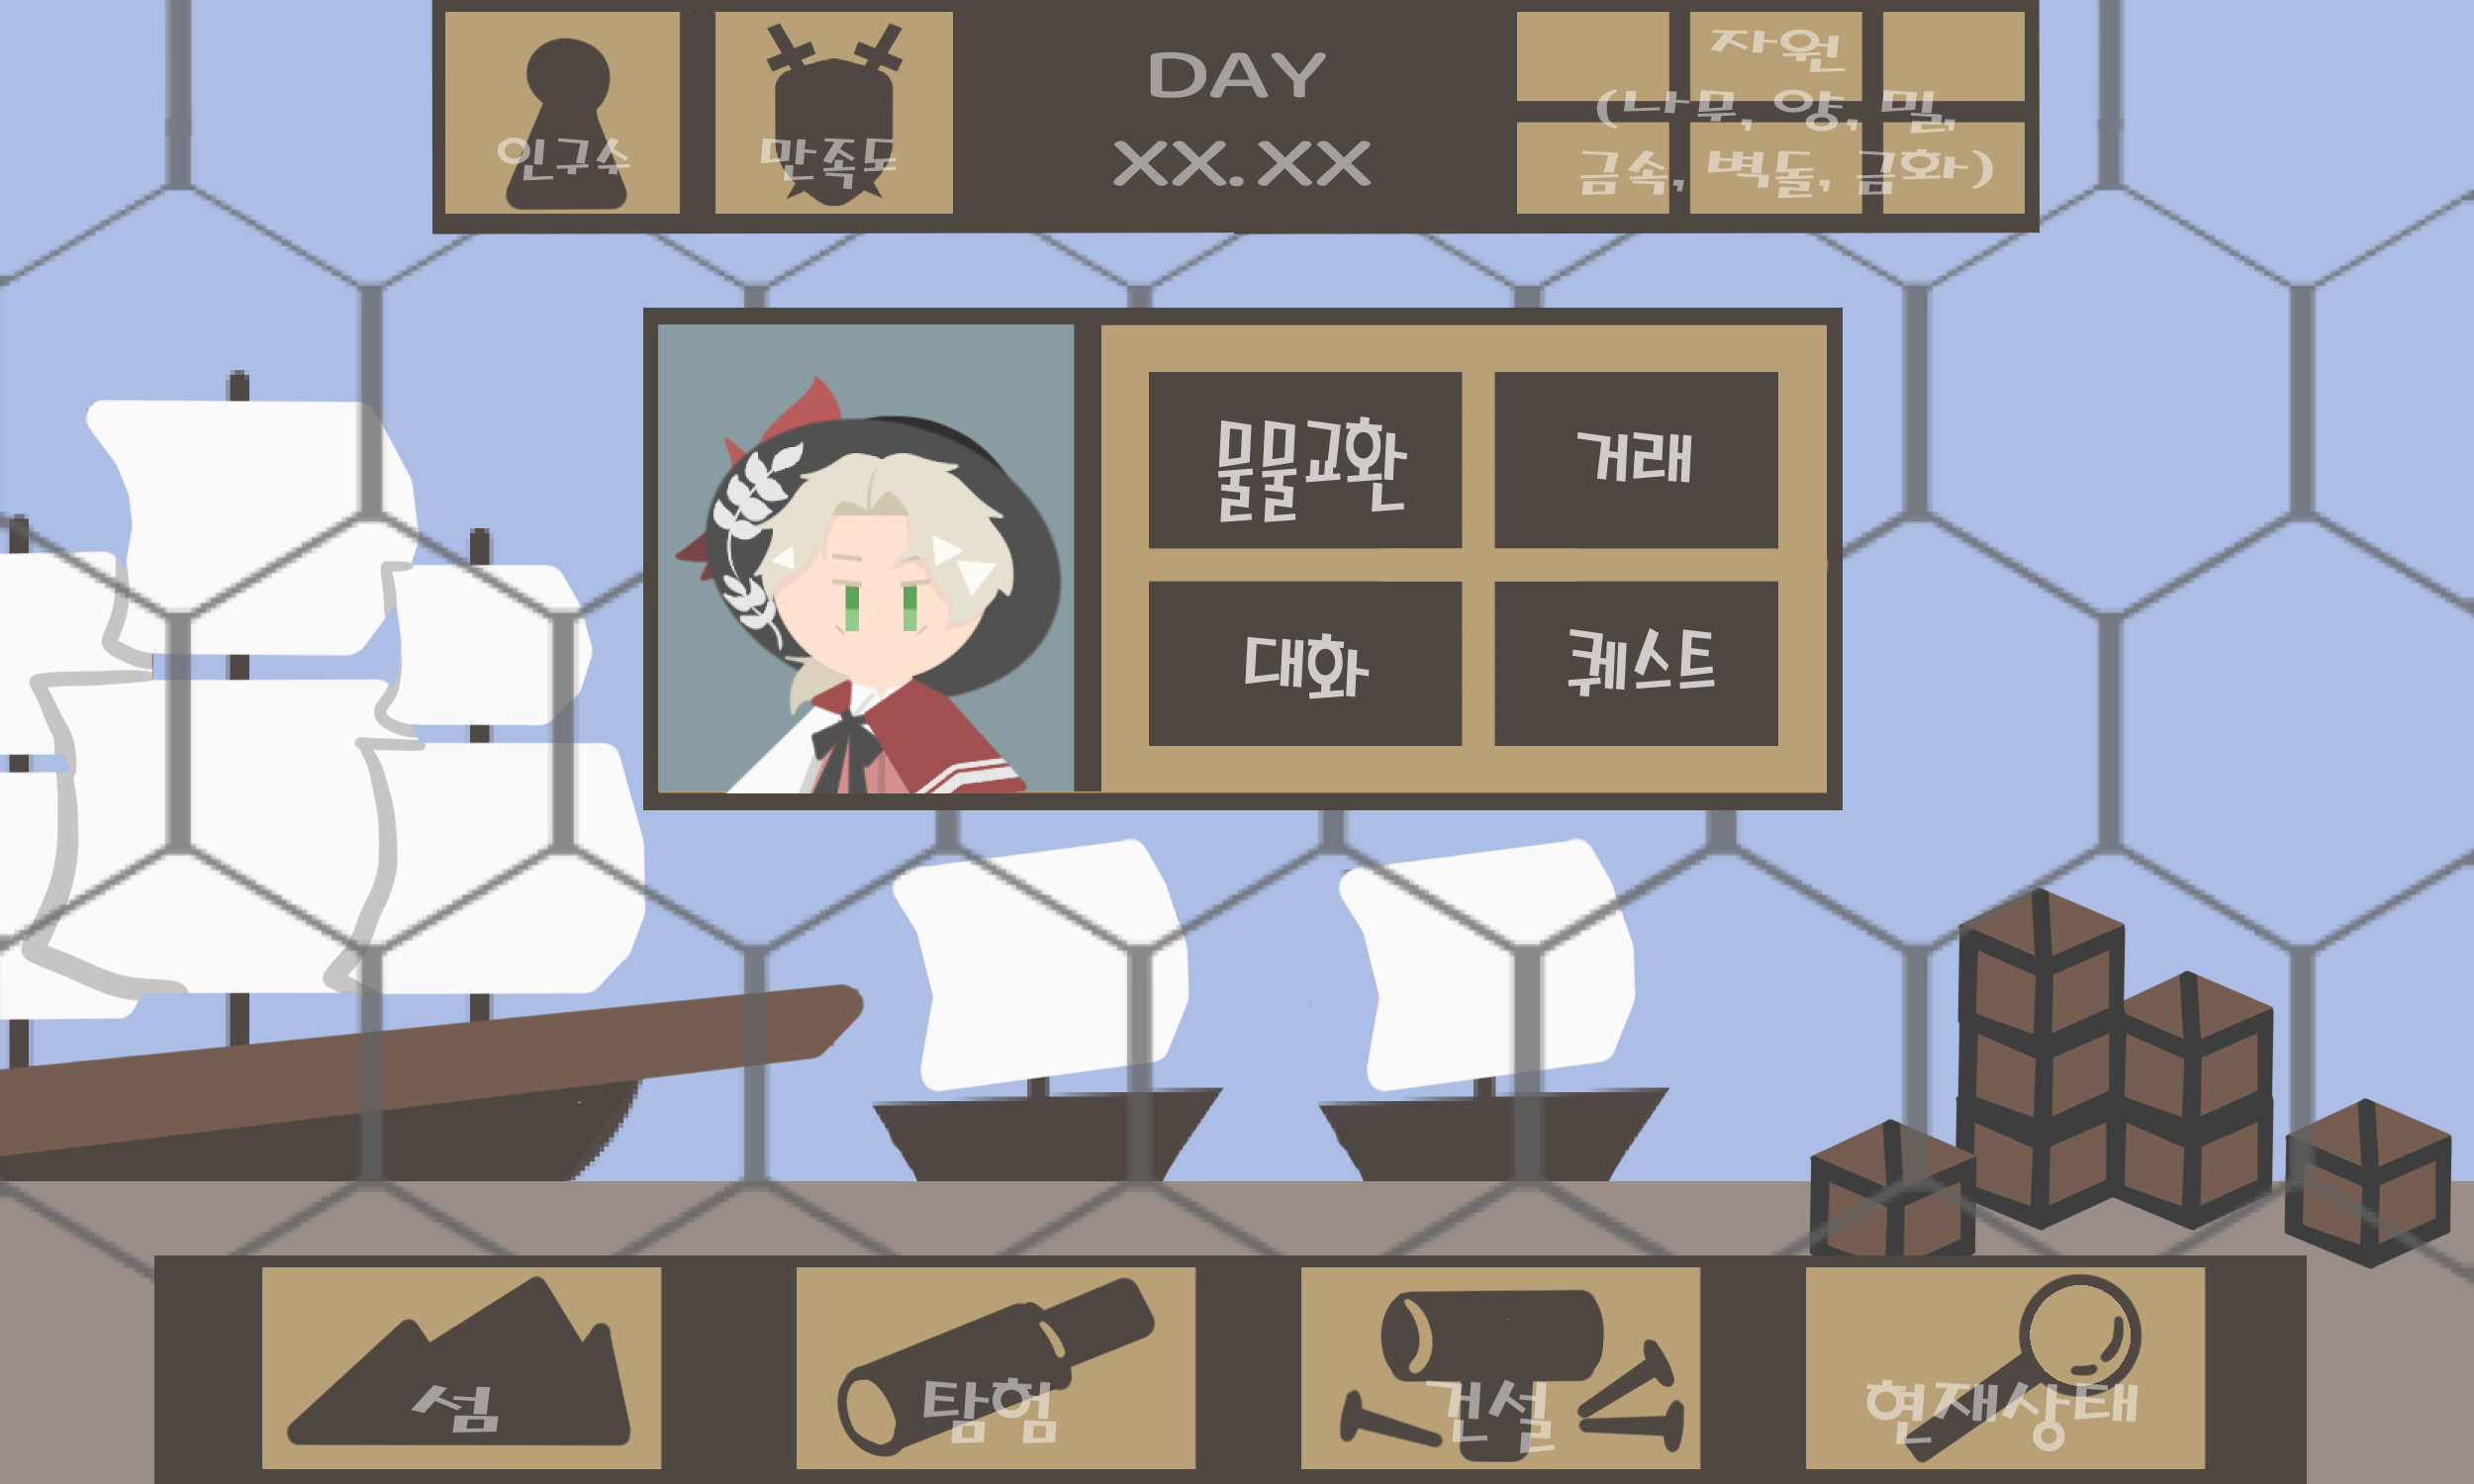 인구수
만족도
DAY
XX.XX
자원
(나무, 양, 밀,
금속, 벽돌, 금화)
물물교환
거래
대화
퀘스트
섬
탐험
건설
현재상태